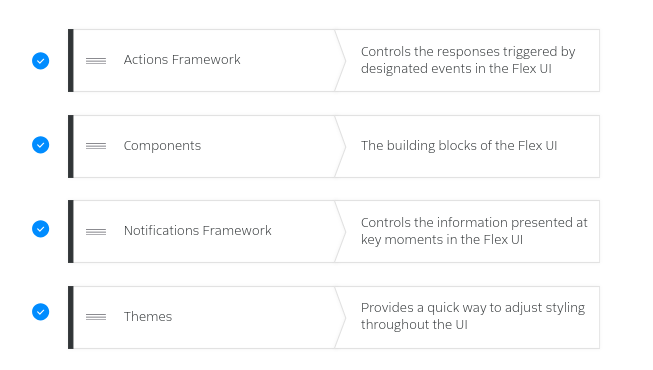 Actions Framework
Controls the responses triggered by
designated events in the Flex UI
Components
The building blocks of the Flex UI
Notifications Framework
Controls the information presented at
key moments in the Flex UI
Themes
Provides a quick way to adjust styling
throughout the UI